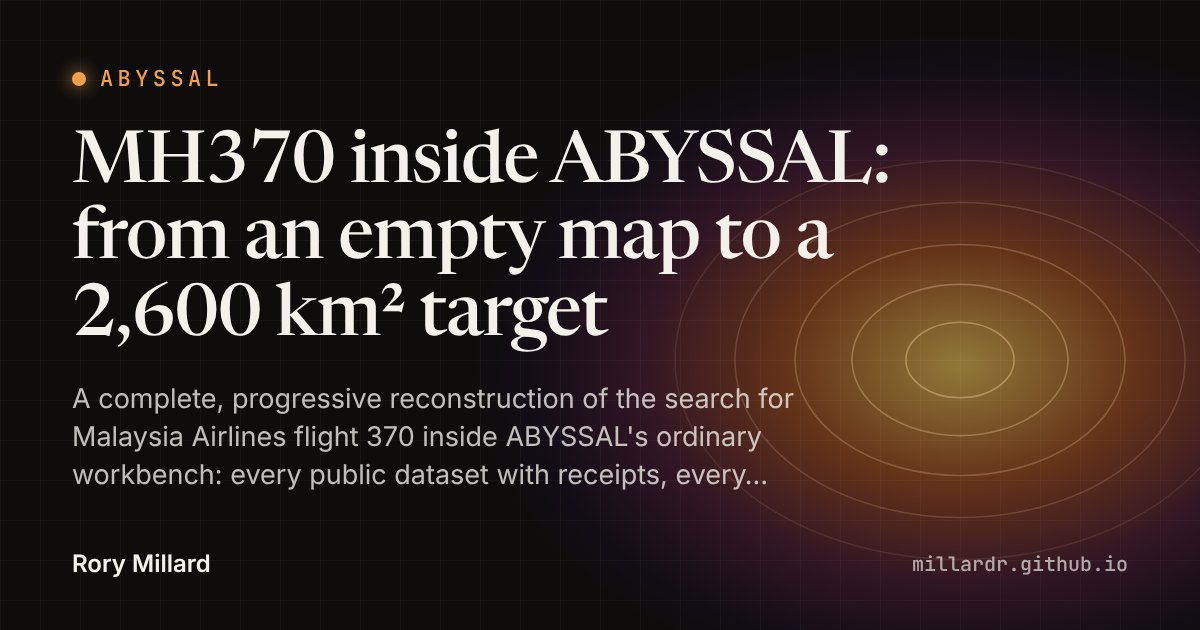 ABYSSAL
MH370 inside ABYSSAL:
from an empty map to a
2,600 km² target
A complete, progressive reconstruction of the search for
Malaysia Airlines flight 370 inside ABYSSAL's ordinary
workbench: every public dataset with receipts, every…
Rory Millard
millardr.github.io